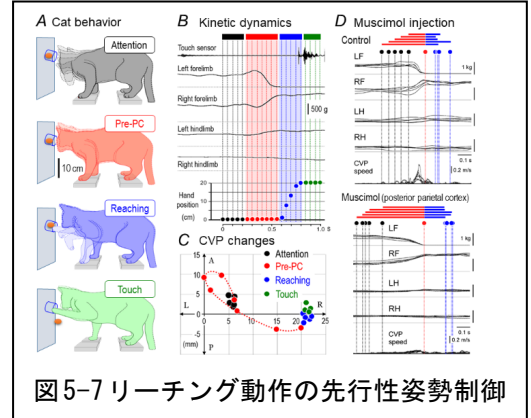 A Cat behavior
Attention
Pre-PC
10 cm
Reaching
Touch
B Kinetic dynamics
Touch sensor
Left forelimb
Right forelimb
500 g
Left hindlimb
Right hindlimb
Hand position (cm)
20
15
10
5
0
0 0.5 1.0 S
C CVP changes
Attention
Pre-PC
Reaching
Touch
A
L
R
P
10
5
0
-5
(mm)
0 5 10 15 20 25
D Muscimol injection
Control
LF
1 kg
RF
LH
RH
CVP speed
0.1 s
0.2 m/s
Muscimol (posterior parietal cortex)
LF
1 kg
RF
LH
RH
CVP speed
0.1 s
0.2 m/s
図5-7 リーチング動作の先行性姿勢制御